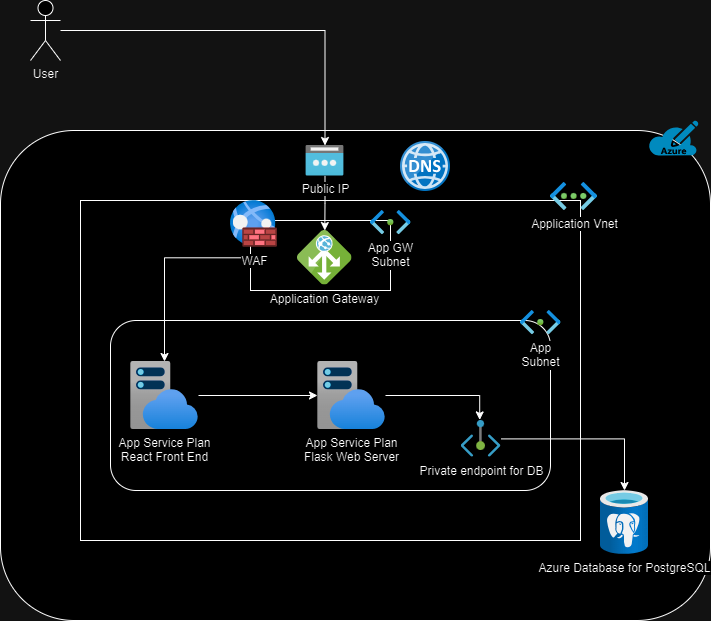 User
Azure
DNS
Public IP
Application Vnet
WAF
App GW
Subnet
Application Gateway
App
Subnet
App Service Plan
React Front End
App Service Plan
Flask Web Server
Private endpoint for DB
Azure Database for PostgreSQL